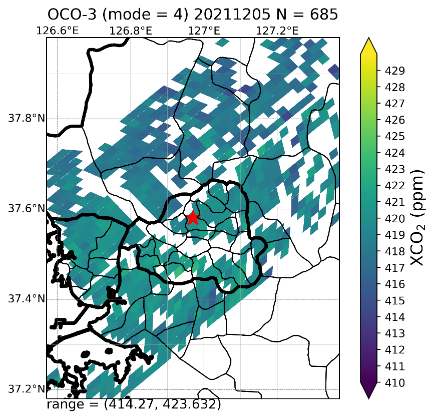 OCO-3 (mode = 4) 20211205 N = 685
126.6°E 126.8°E 127°E 127.2°E
37.8°N
37.6°N
37.4°N
37.2°N
range = (414.27, 423.632)
429
428
427
426
425
424
423
422
421
420
419
418
417
416
415
414
413
412
411
410
XCO₂ (ppm)